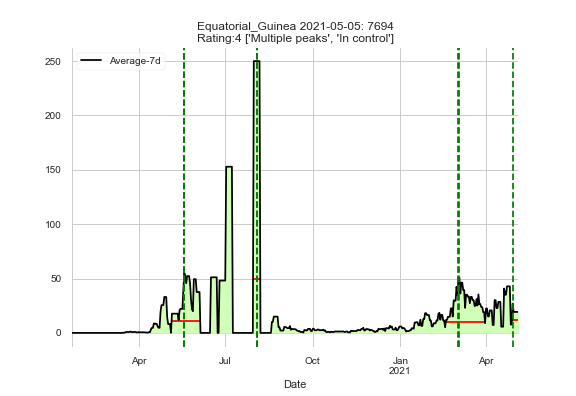 Equatorial_Guinea 2021-05-05: 7694
Rating:4 ['Multiple peaks', 'In control']
Average-7d
250
200
150
100
50
0
Apr
Jul
Oct
Jan
2021
Apr
Date